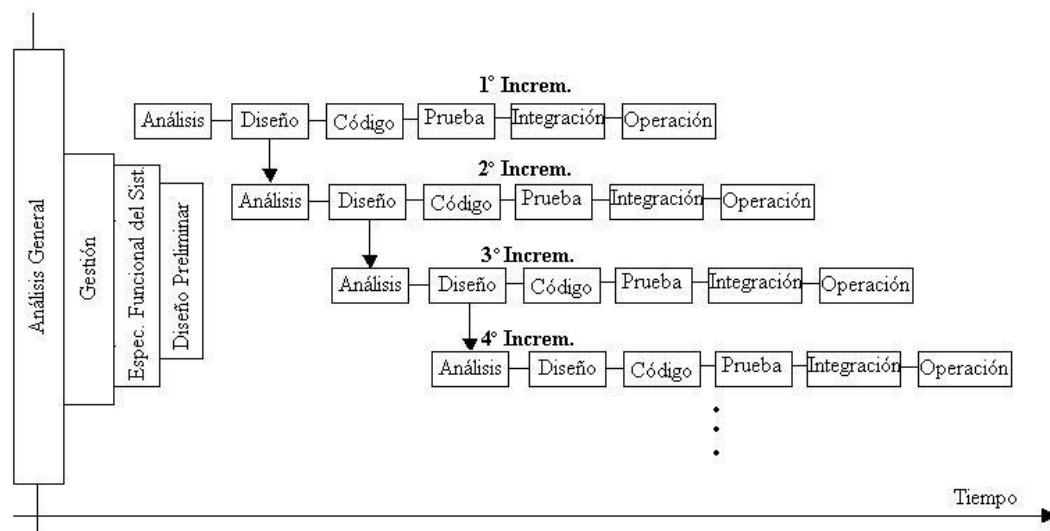 Análisis General
Gestión
Espec. Funcional del Sist.
Diseño Preliminar
1° Increm.
Análisis Diseño Código Prueba Integración Operación
2° Increm.
Análisis Diseño Código Prueba Integración Operación
3° Increm.
Análisis Diseño Código Prueba Integración Operación
4° Increm.
Análisis Diseño Código Prueba Integración Operación
Tiempo